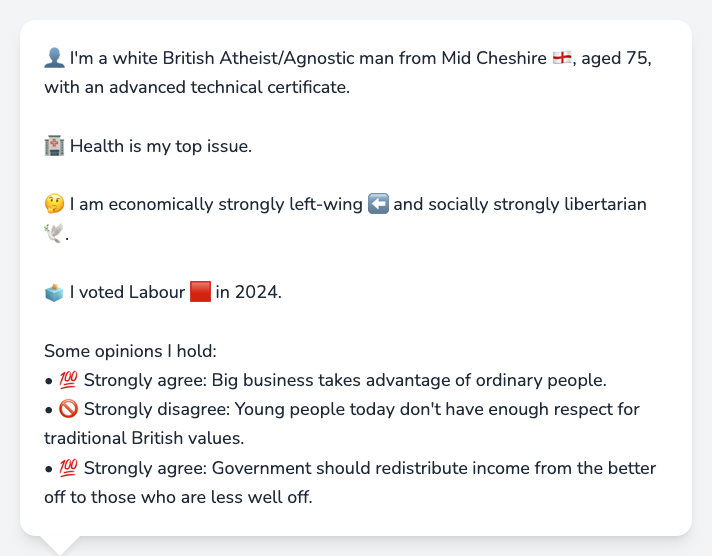 👤 I'm a white British Atheist/Agnostic man from Mid Cheshire 🏴󠁧󠁢󠁥󠁮󠁧󠁿, aged 75,
with an advanced technical certificate.
🏥 Health is my top issue.
🤔 I am economically strongly left-wing ⬅️ and socially strongly libertarian
🕊️.
🗳️ I voted Labour 🟥 in 2024.
Some opinions I hold:
• 💯 Strongly agree: Big business takes advantage of ordinary people.
• 🚫 Strongly disagree: Young people today don't have enough respect for
traditional British values.
• 💯 Strongly agree: Government should redistribute income from the better
off to those who are less well off.